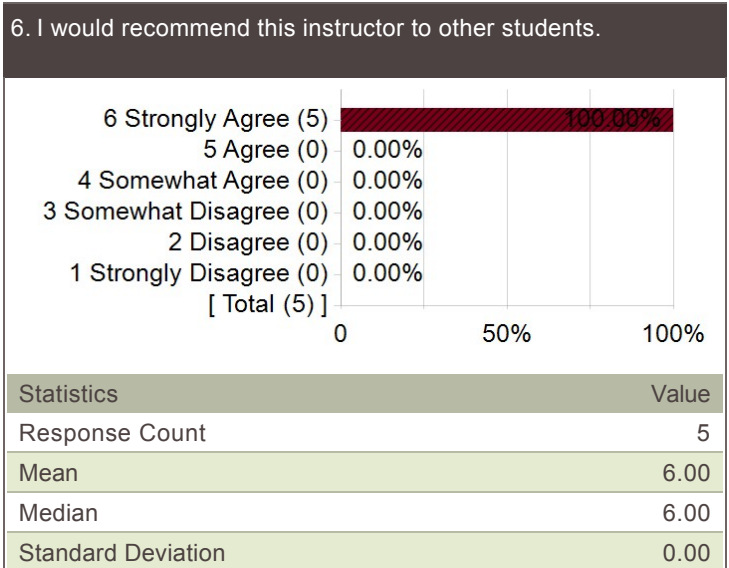 6. I would recommend this instructor to other students.
6 Strongly Agree (5) 100.00%
5 Agree (0) 0.00%
4 Somewhat Agree (0) 0.00%
3 Somewhat Disagree (0) 0.00%
2 Disagree (0) 0.00%
1 Strongly Disagree (0) 0.00%
[ Total (5) ]
0 50% 100%
Statistics Value
Response Count 5
Mean 6.00
Median 6.00
Standard Deviation 0.00